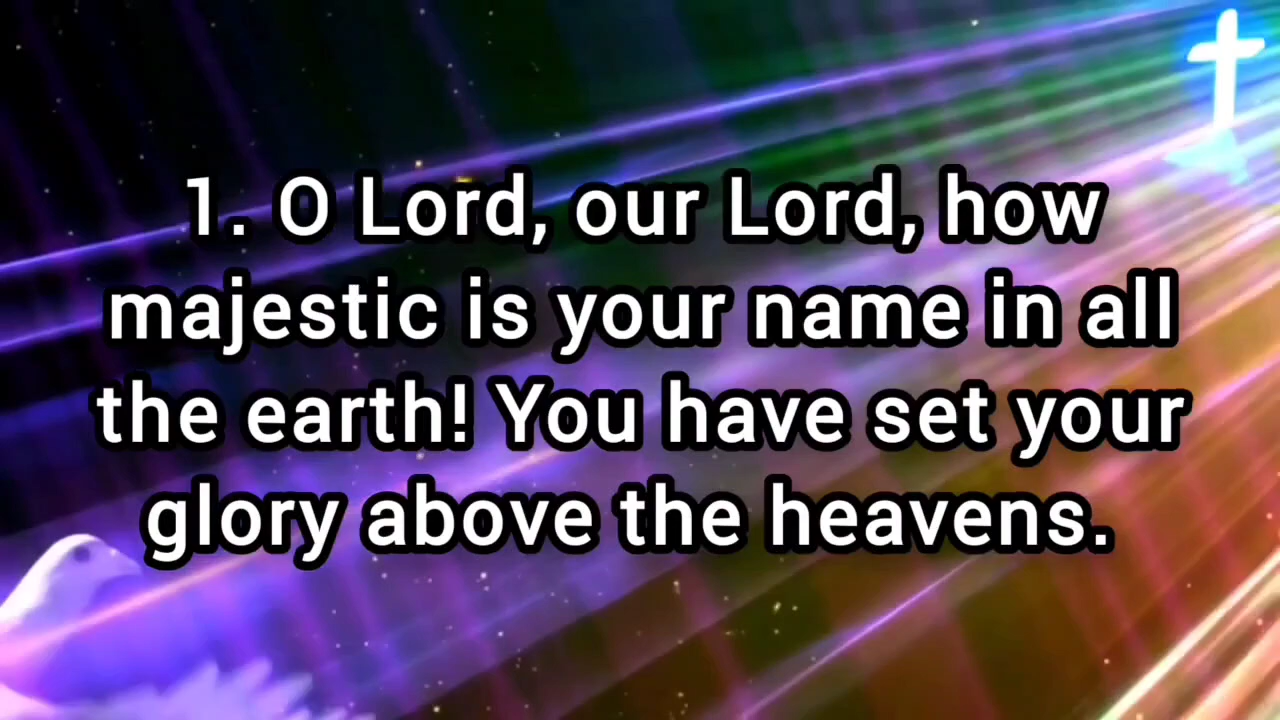 1. O Lord, our Lord, how
majestic is your name in all
the earth! You have set your
glory above the heavens.